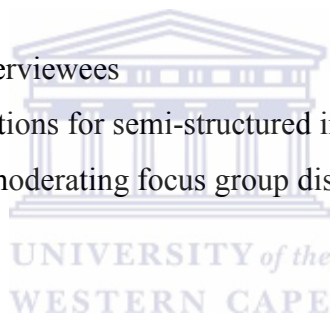 erviewees
tions for semi-structured i
moderating focus group dis
UNIVERSITY of the
WESTERN CAPE